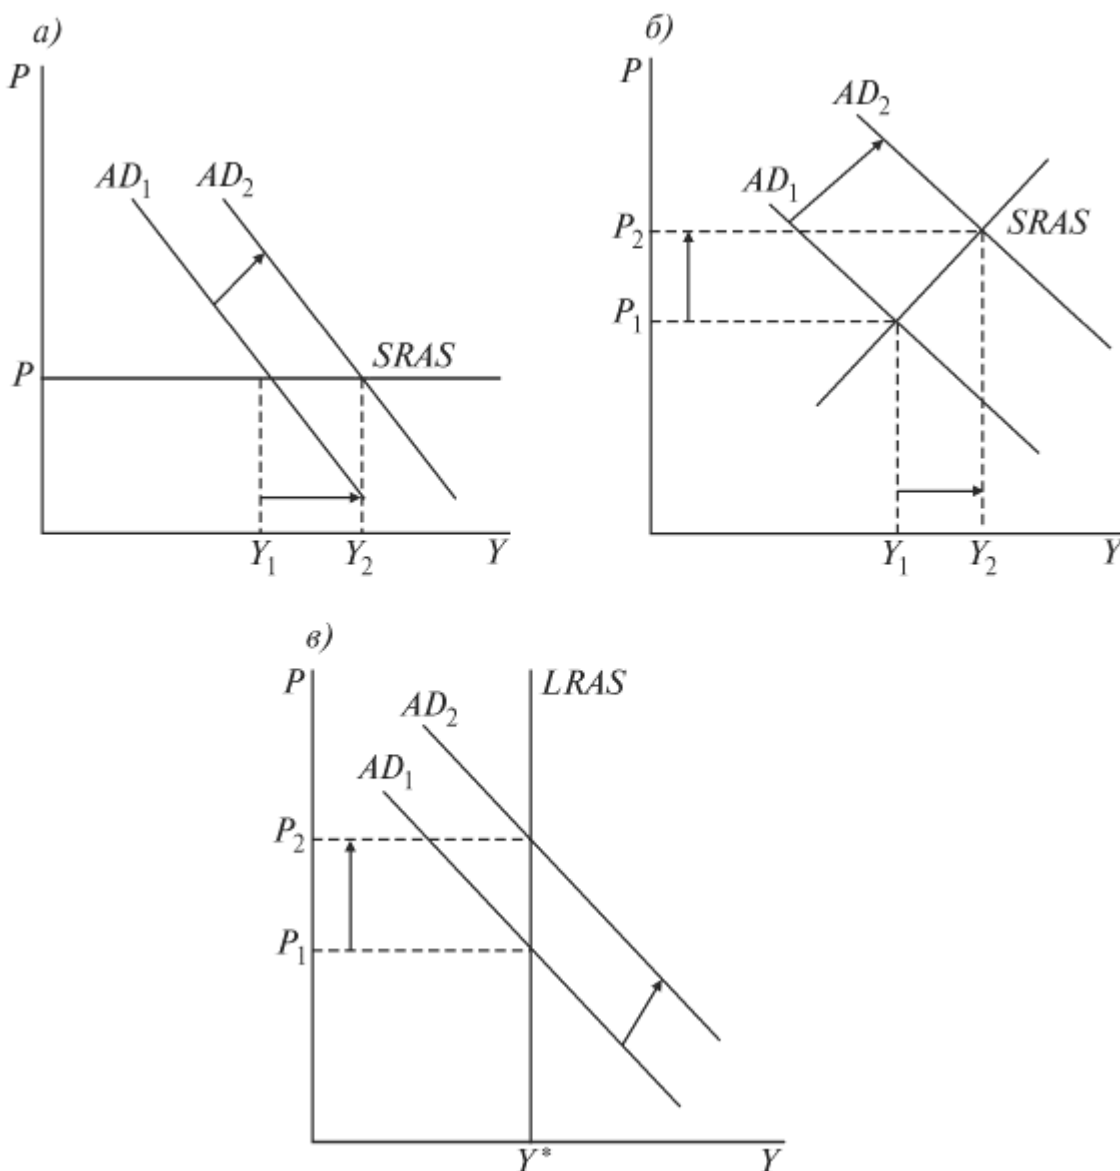 а)
P
AD₁ AD₂
SRAS
P
Y₁ Y₂ Y
б)
P
AD₂
AD₁
P₂ SRAS
P₁
Y₁ Y₂ Y
в)
P LRAS
AD₂
AD₁
P₂
P₁
Y* Y